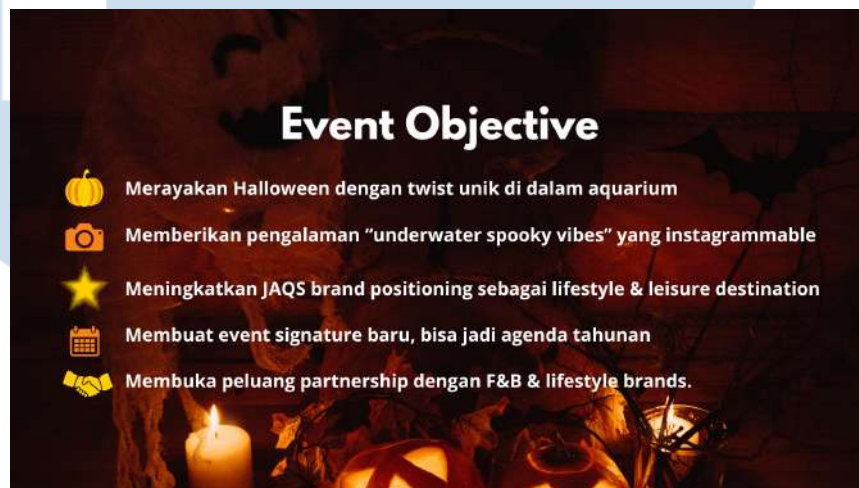 Event Objective
Merayakan Halloween dengan twist unik di dalam aquarium
Memberikan pengalaman “underwater spooky vibes” yang instagrammable
Meningkatkan JAQS brand positioning sebagai lifestyle & leisure destination
Membuat event signature baru, bisa jadi agenda tahunan
Membuka peluang partnership dengan F&B & lifestyle brands.